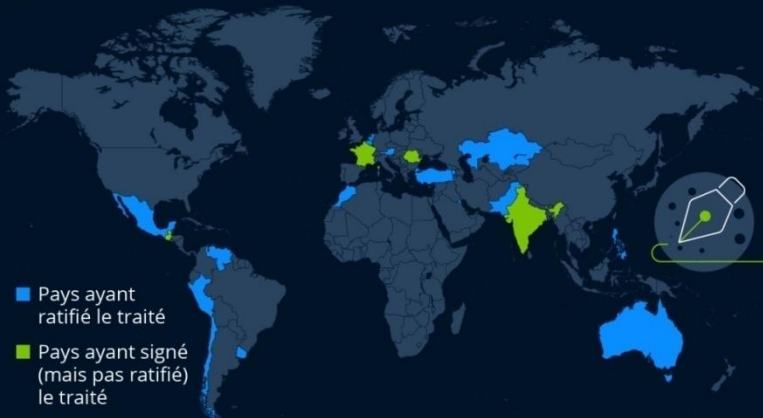 Pays ayant
ratifié le traité
Pays ayant signé
(mais pas ratifié)
le traité